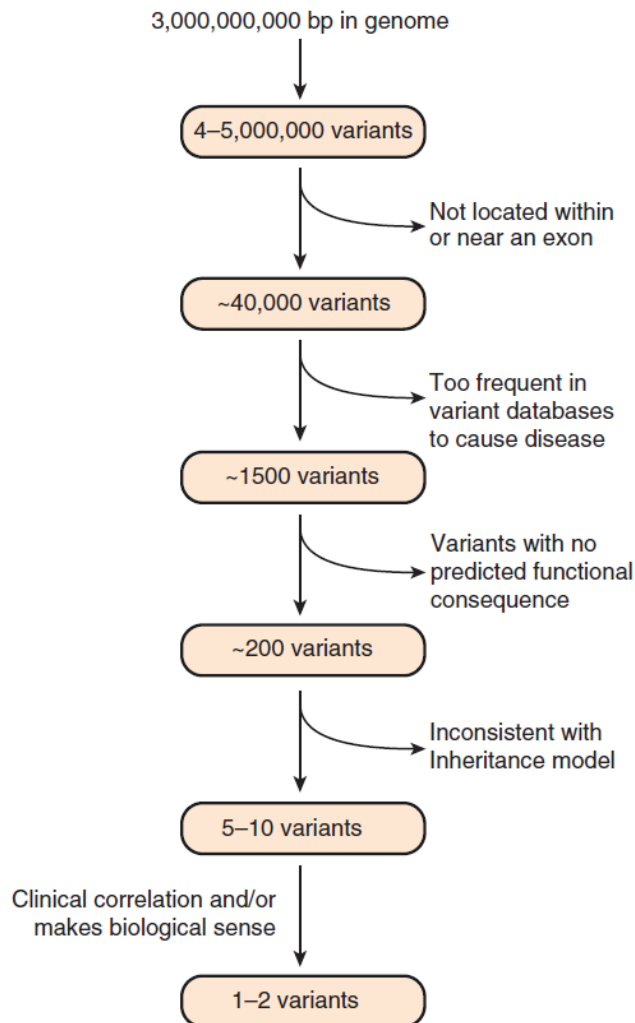 3,000,000,000 bp in genome
4–5,000,000 variants
Not located within
or near an exon
~40,000 variants
Too frequent in
variant databases
to cause disease
~1500 variants
Variants with no
predicted functional
consequence
~200 variants
Inconsistent with
Inheritance model
5–10 variants
Clinical correlation and/or
makes biological sense
1–2 variants